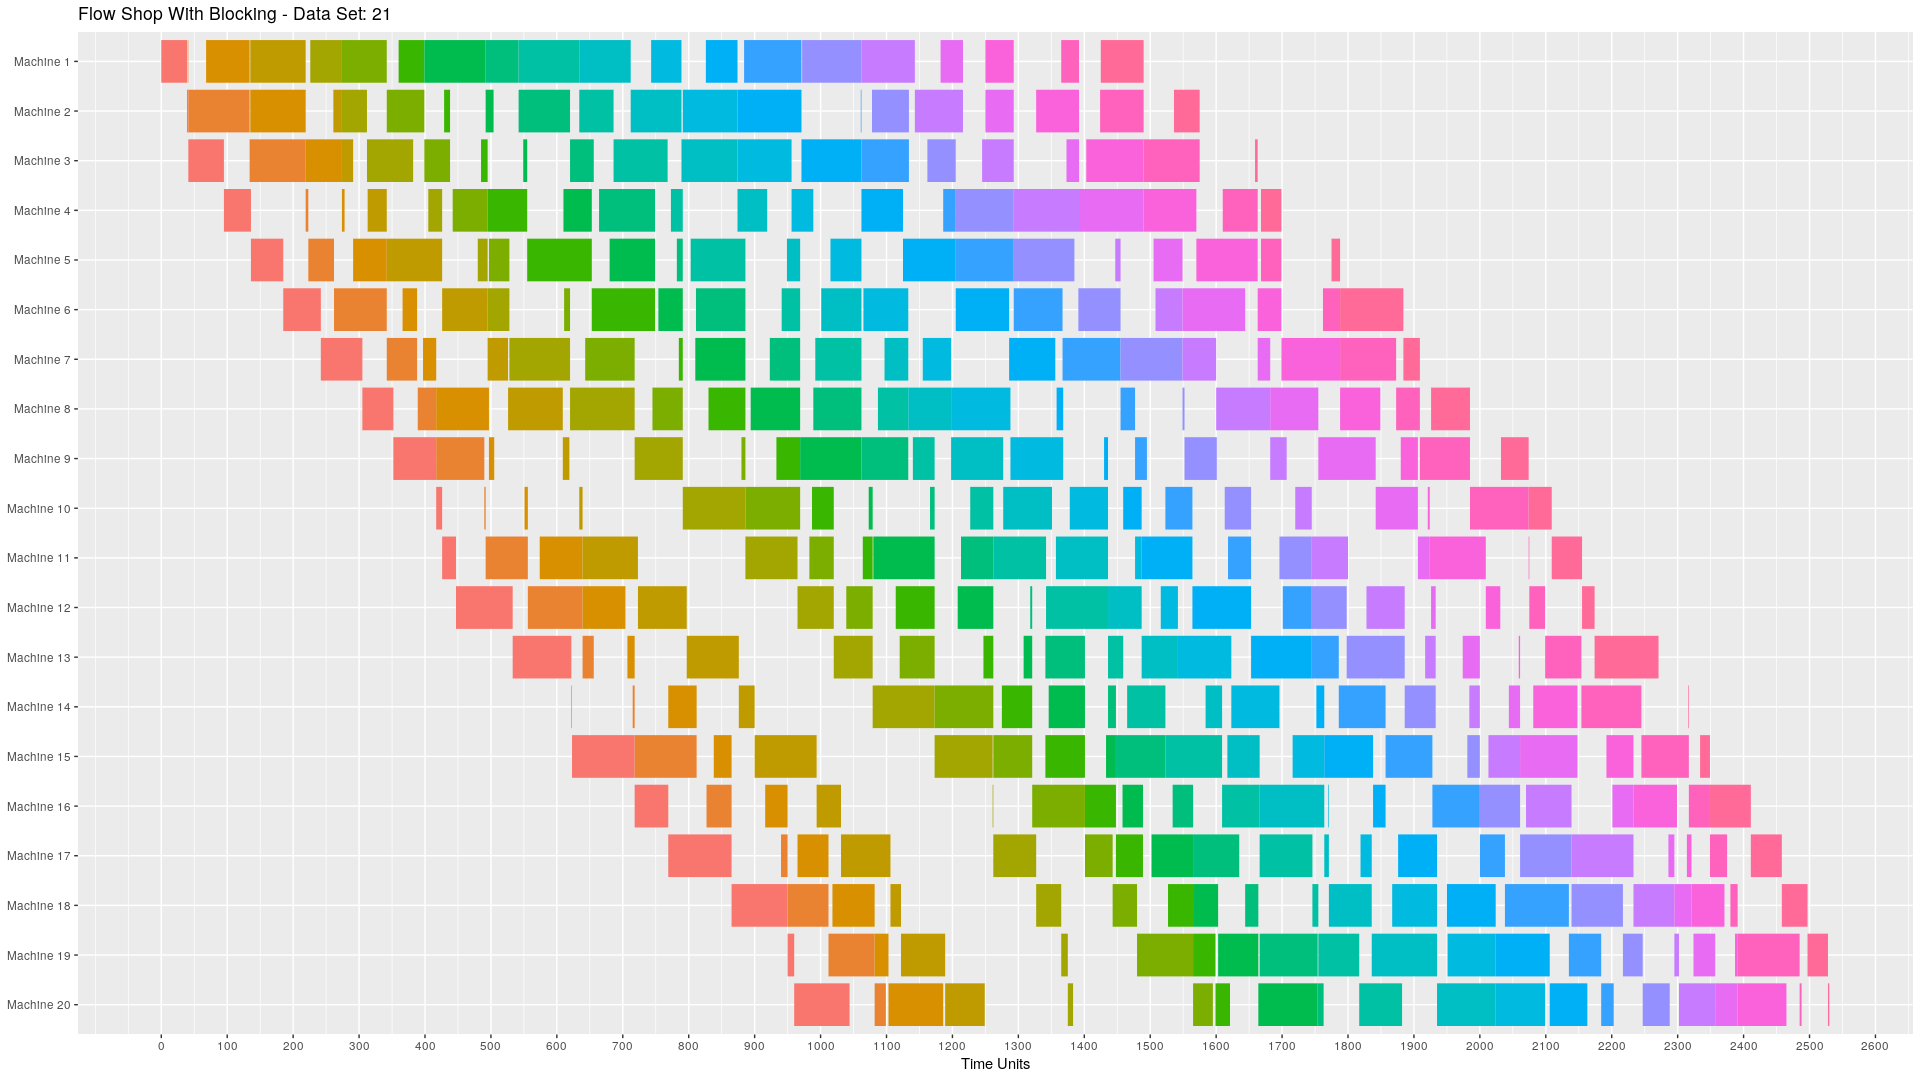 Flow Shop With Blocking - Data Set: 21
Machine 1
Machine 2
Machine 3
Machine 4
Machine 5
Machine 6
Machine 7
Machine 8
Machine 9
Machine 10
Machine 11
Machine 12
Machine 13
Machine 14
Machine 15
Machine 16
Machine 17
Machine 18
Machine 19
Machine 20
0 100 200 300 400 500 600 700 800 900 1000 1100 1200 1300 1400 1500 1600 1700 1800 1900 2000 2100 2200 2300 2400 2500 2600
Time Units